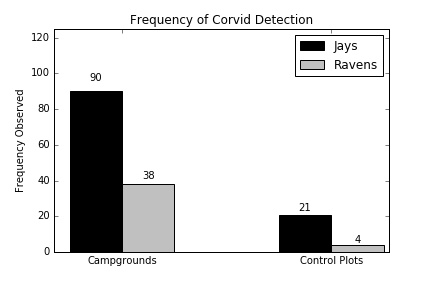 Frequency of Corvid Detection
Frequency Observed
120
100
80
60
40
20
0
Jays
Ravens
90
38
21
4
Campgrounds
Control Plots